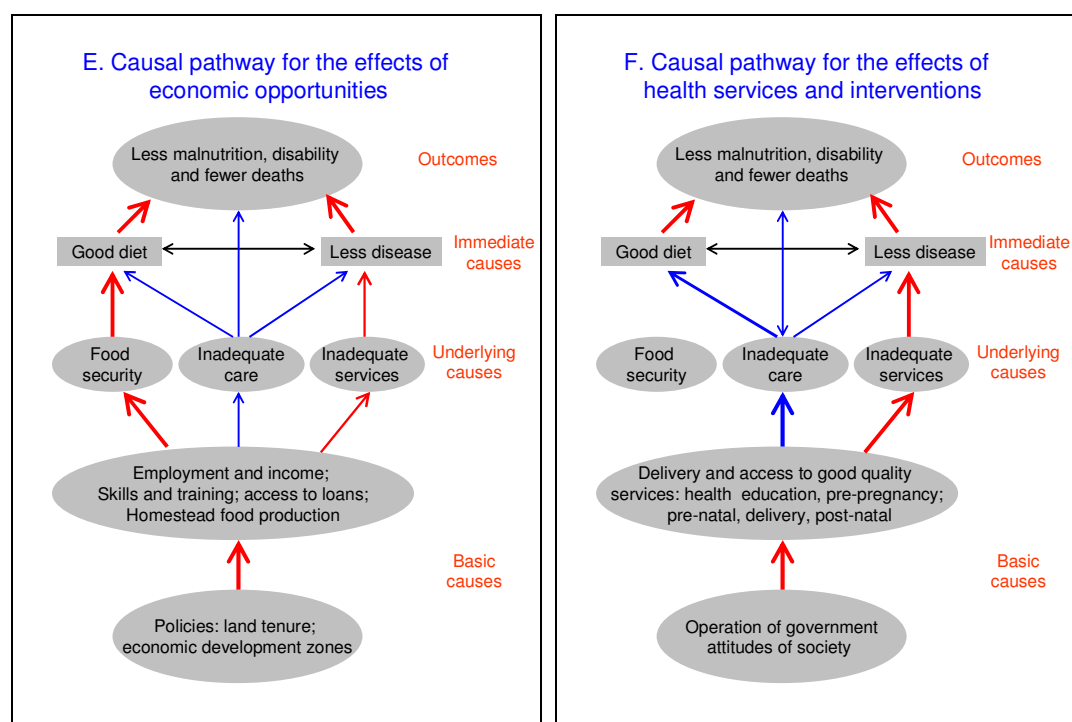 E. Causal pathway for the effects of
economic opportunities
Less malnutrition, disability
and fewer deaths
Outcomes
Good diet
Less disease
Immediate
causes
Food
security
Inadequate
care
Inadequate
services
Underlying
causes
Employment and income;
Skills and training; access to loans;
Homestead food production
Basic
causes
Policies: land tenure;
economic development zones
F. Causal pathway for the effects of
health services and interventions
Less malnutrition, disability
and fewer deaths
Outcomes
Good diet
Less disease
Immediate
causes
Food
security
Inadequate
care
Inadequate
services
Underlying
causes
Delivery and access to good quality
services: health education, pre-pregnancy;
pre-natal, delivery, post-natal
Basic
causes
Operation of government
attitudes of society